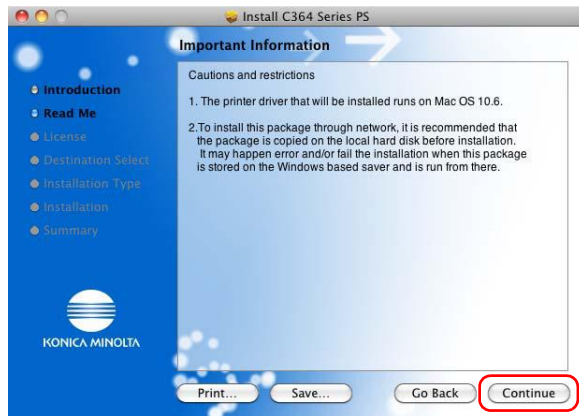 Install C364 Series PS
Important Information
Introduction
Read Me
License
Destination Select
Installation Type
Installation
Summary
Cautions and restrictions
1. The printer driver that will be installed runs on Mac OS 10.6.
2.To install this package through network, it is recommended that
the package is copied on the local hard disk before installation.
It may happen error and/or fail the installation when this package
is stored on the Windows based saver and is run from there.
KONICA MINOLTA
Print...
Save...
Go Back
Continue